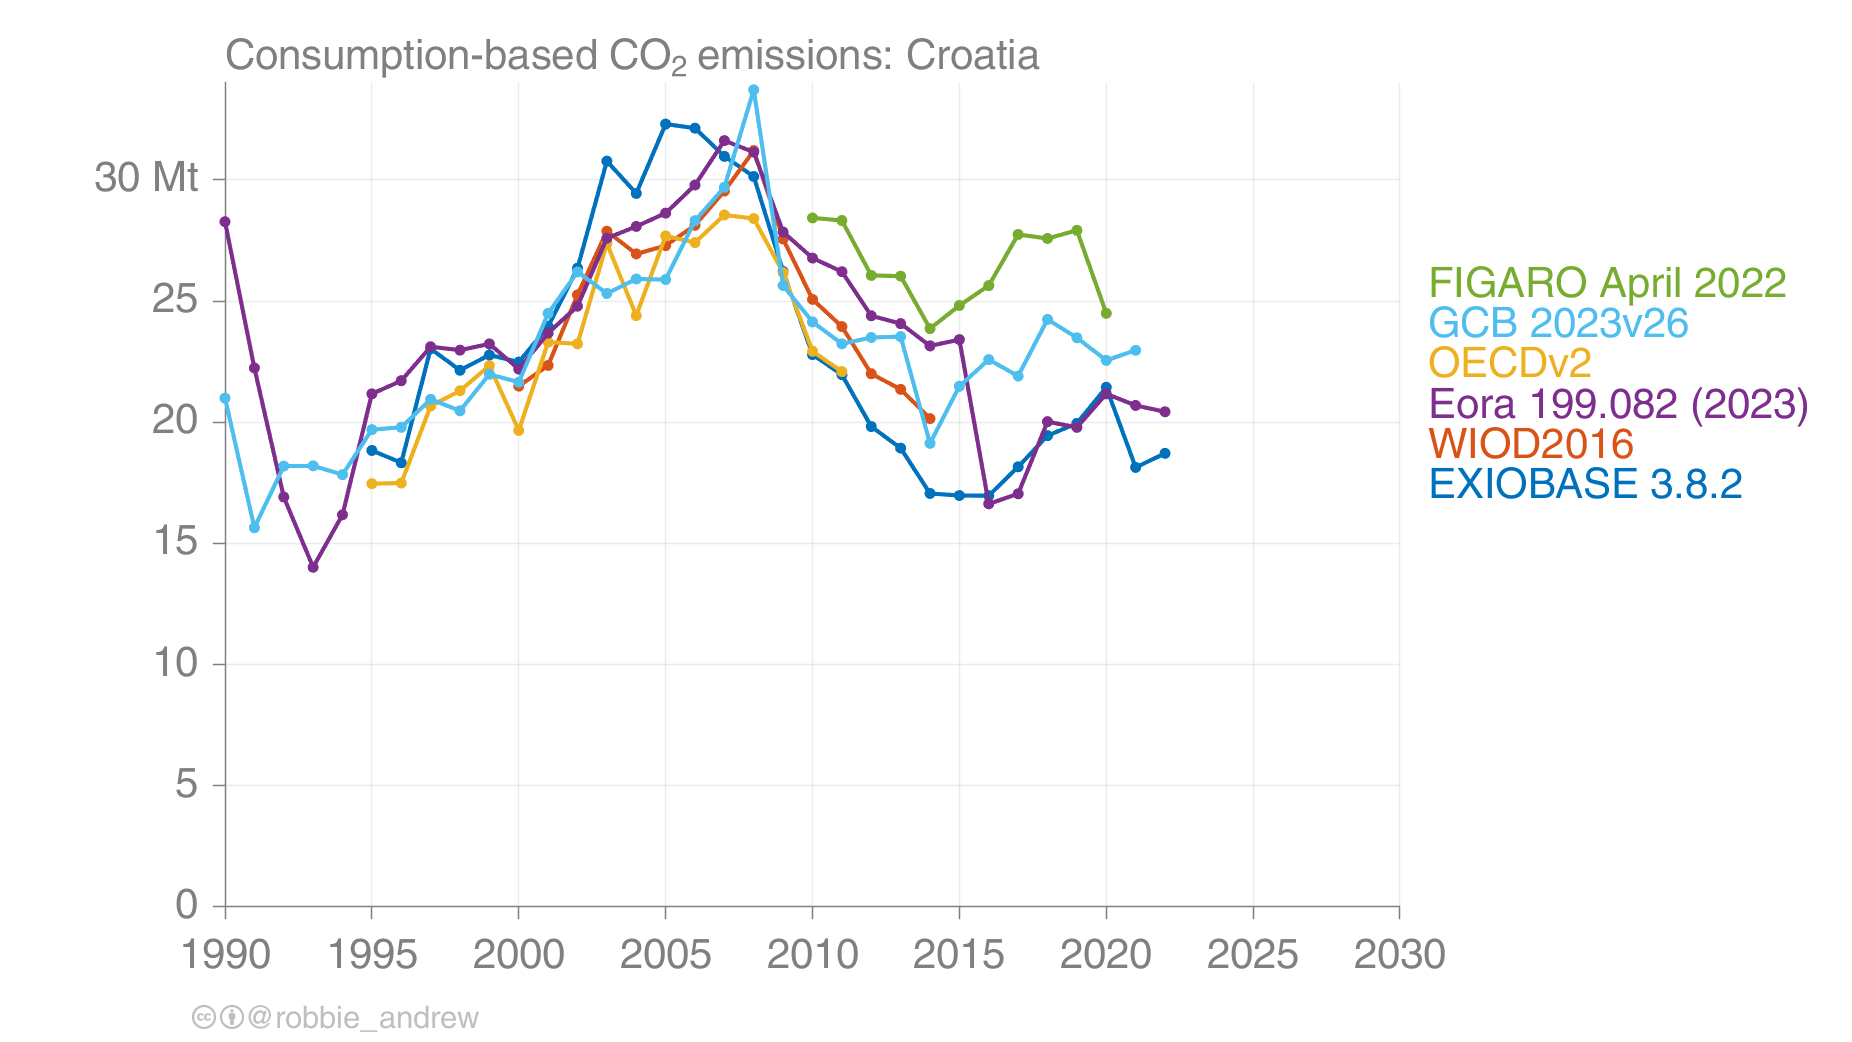 Consumption-based CO₂ emissions: Croatia
30 Mt
25
20
15
10
5
0
1990 1995 2000 2005 2010 2015 2020 2025 2030
FIGARO April 2022
GCB 2023v26
OECDv2
Eora 199.082 (2023)
WIOD2016
EXIOBASE 3.8.2
@robbie_andrew